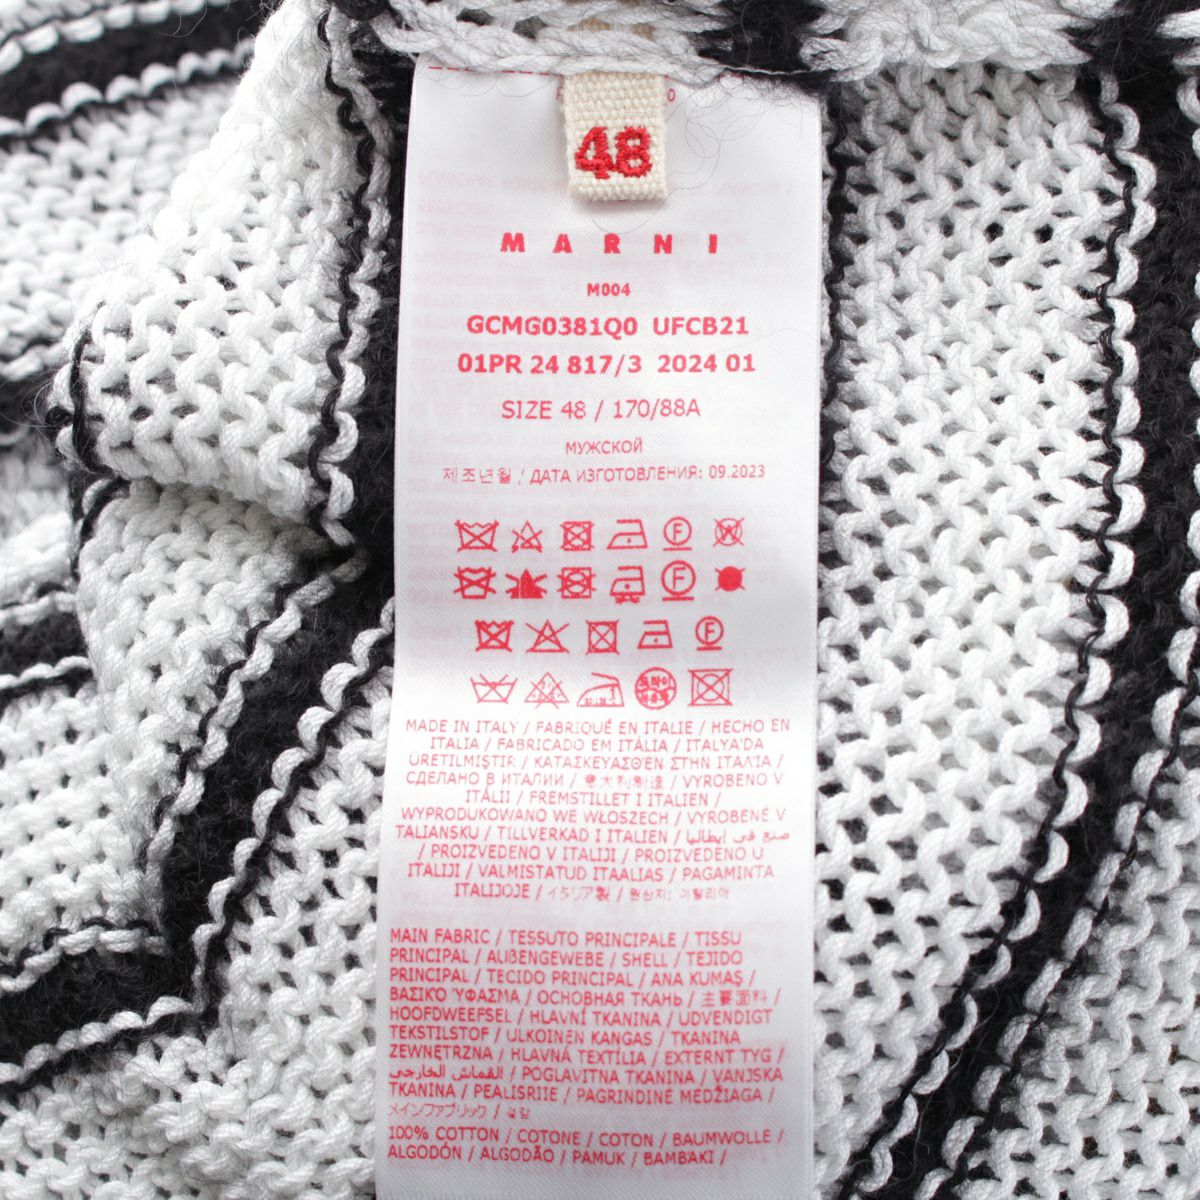 48
MARNI
M004
GCMG0381Q0 UFCB21
01PR 24 817/3 2024 01
SIZE 48 / 170/88A
МУЖСКОЙ
제조년월 / ДАТА ИЗГОТОВЛЕНИЯ: 09.2023
F W
F
F
MADE IN ITALY / FABRIQUÉ EN ITALIE / HECHO EN
ITALIA / FABRICADO EM ITÁLIA / ITALYA'DA
ÜRETILMIŞTIR / ΚΑΤΑΣΚΕΥΑΣΘΕΝ ΣΤΗΝ ΙΤΑΛΙΑ /
СДЕЛАНО В ИТАЛИИ / 意大利制造 / VYROBENO V
ITÁLII / FREMSTILLET I ITALIEN /
WYPRODUKOWANO WE WŁOSZECH / VYROBENÉ V
TALIANSKU / TILLVERKAD I ITALIEN / صنع في إيطاليا
/ PROIZVEDENO V ITALIJI / PROIZVEDENO U
ITALIJI / VALMISTATUD ITAALIAS / PAGAMINTA
ITALIJOJE / イタリア製 / 원산지: 이탈리아
MAIN FABRIC / TESSUTO PRINCIPALE / TISSU
PRINCIPAL / AUßENGEWEBE / SHELL / TEJIDO
PRINCIPAL / TECIDO PRINCIPAL / ANA KUMAŞ /
ΒΑΣΙΚΌ ΎΦΑΣΜΑ / ОСНОВНАЯ ТКАНЬ / 主要面料 /
HOOFDWEEFSEL / HLAVNÍ TKANINA / UDVENDIGT
TEKSTILSTOF / ULKOINEN KANGAS / TKANINA
ZEWNĘTRZNA / HLAVNÁ TEXTÍLIA / EXTERNT TYG /
القماش الخارجي / POGLAVITNA TKANINA / VANJSKA
TKANINA / PEALISRIIE / PAGRINDINĖ MEDŽIAGA /
メインファブリック / 겉감
100% COTTON / COTONE / COTON / BAUMWOLLE /
ALGODÓN / ALGODÃO / PAMUK / ΒΑΜΒΑΚΙ /